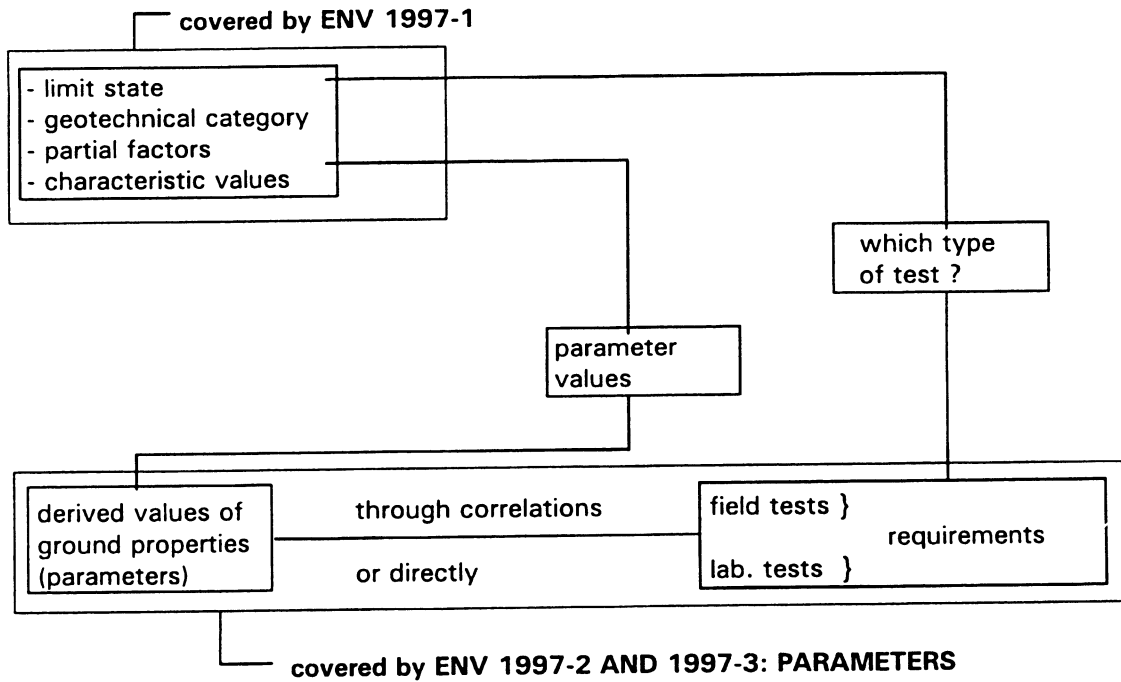 covered by ENV 1997-1
- limit state
- geotechnical category
- partial factors
- characteristic values
which type
of test ?
parameter
values
derived values of
ground properties
(parameters)
through correlations
or directly
field tests }
requirements
lab. tests }
covered by ENV 1997-2 AND 1997-3: PARAMETERS